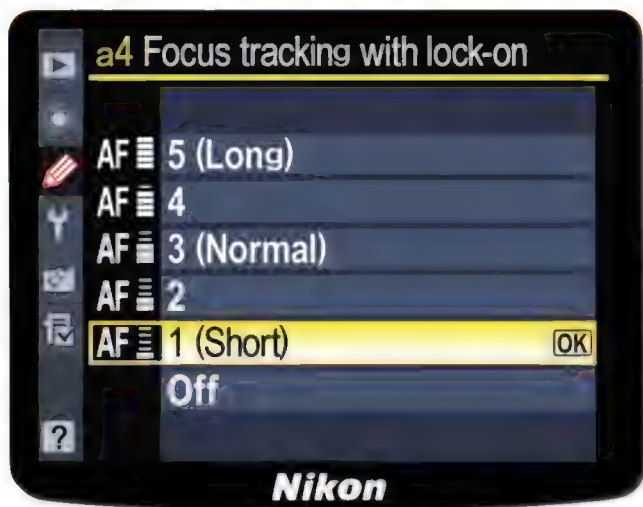 a4 Focus tracking with lock-on
AF 5 (Long)
AF 4
AF 3 (Normal)
AF 2
AF 1 (Short) OK
Off
?
Nikon